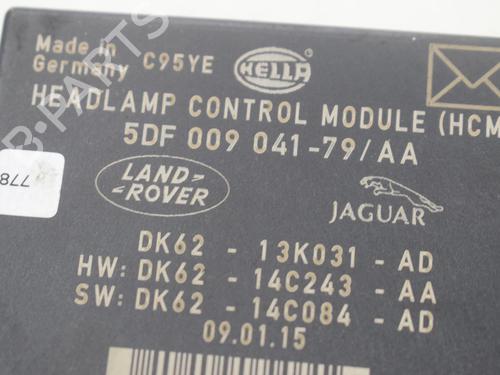 Made in
Germany C95YE
HELLA
HEADLAMP CONTROL MODULE (HCM
5DF 009 041-79/AA
LAND-
-ROVER
JAGUAR
DK62 - 13K031 - AD
HW: DK62 - 14C243 - AA
SW: DK62 - 14C084 - AD
09.01.15
778